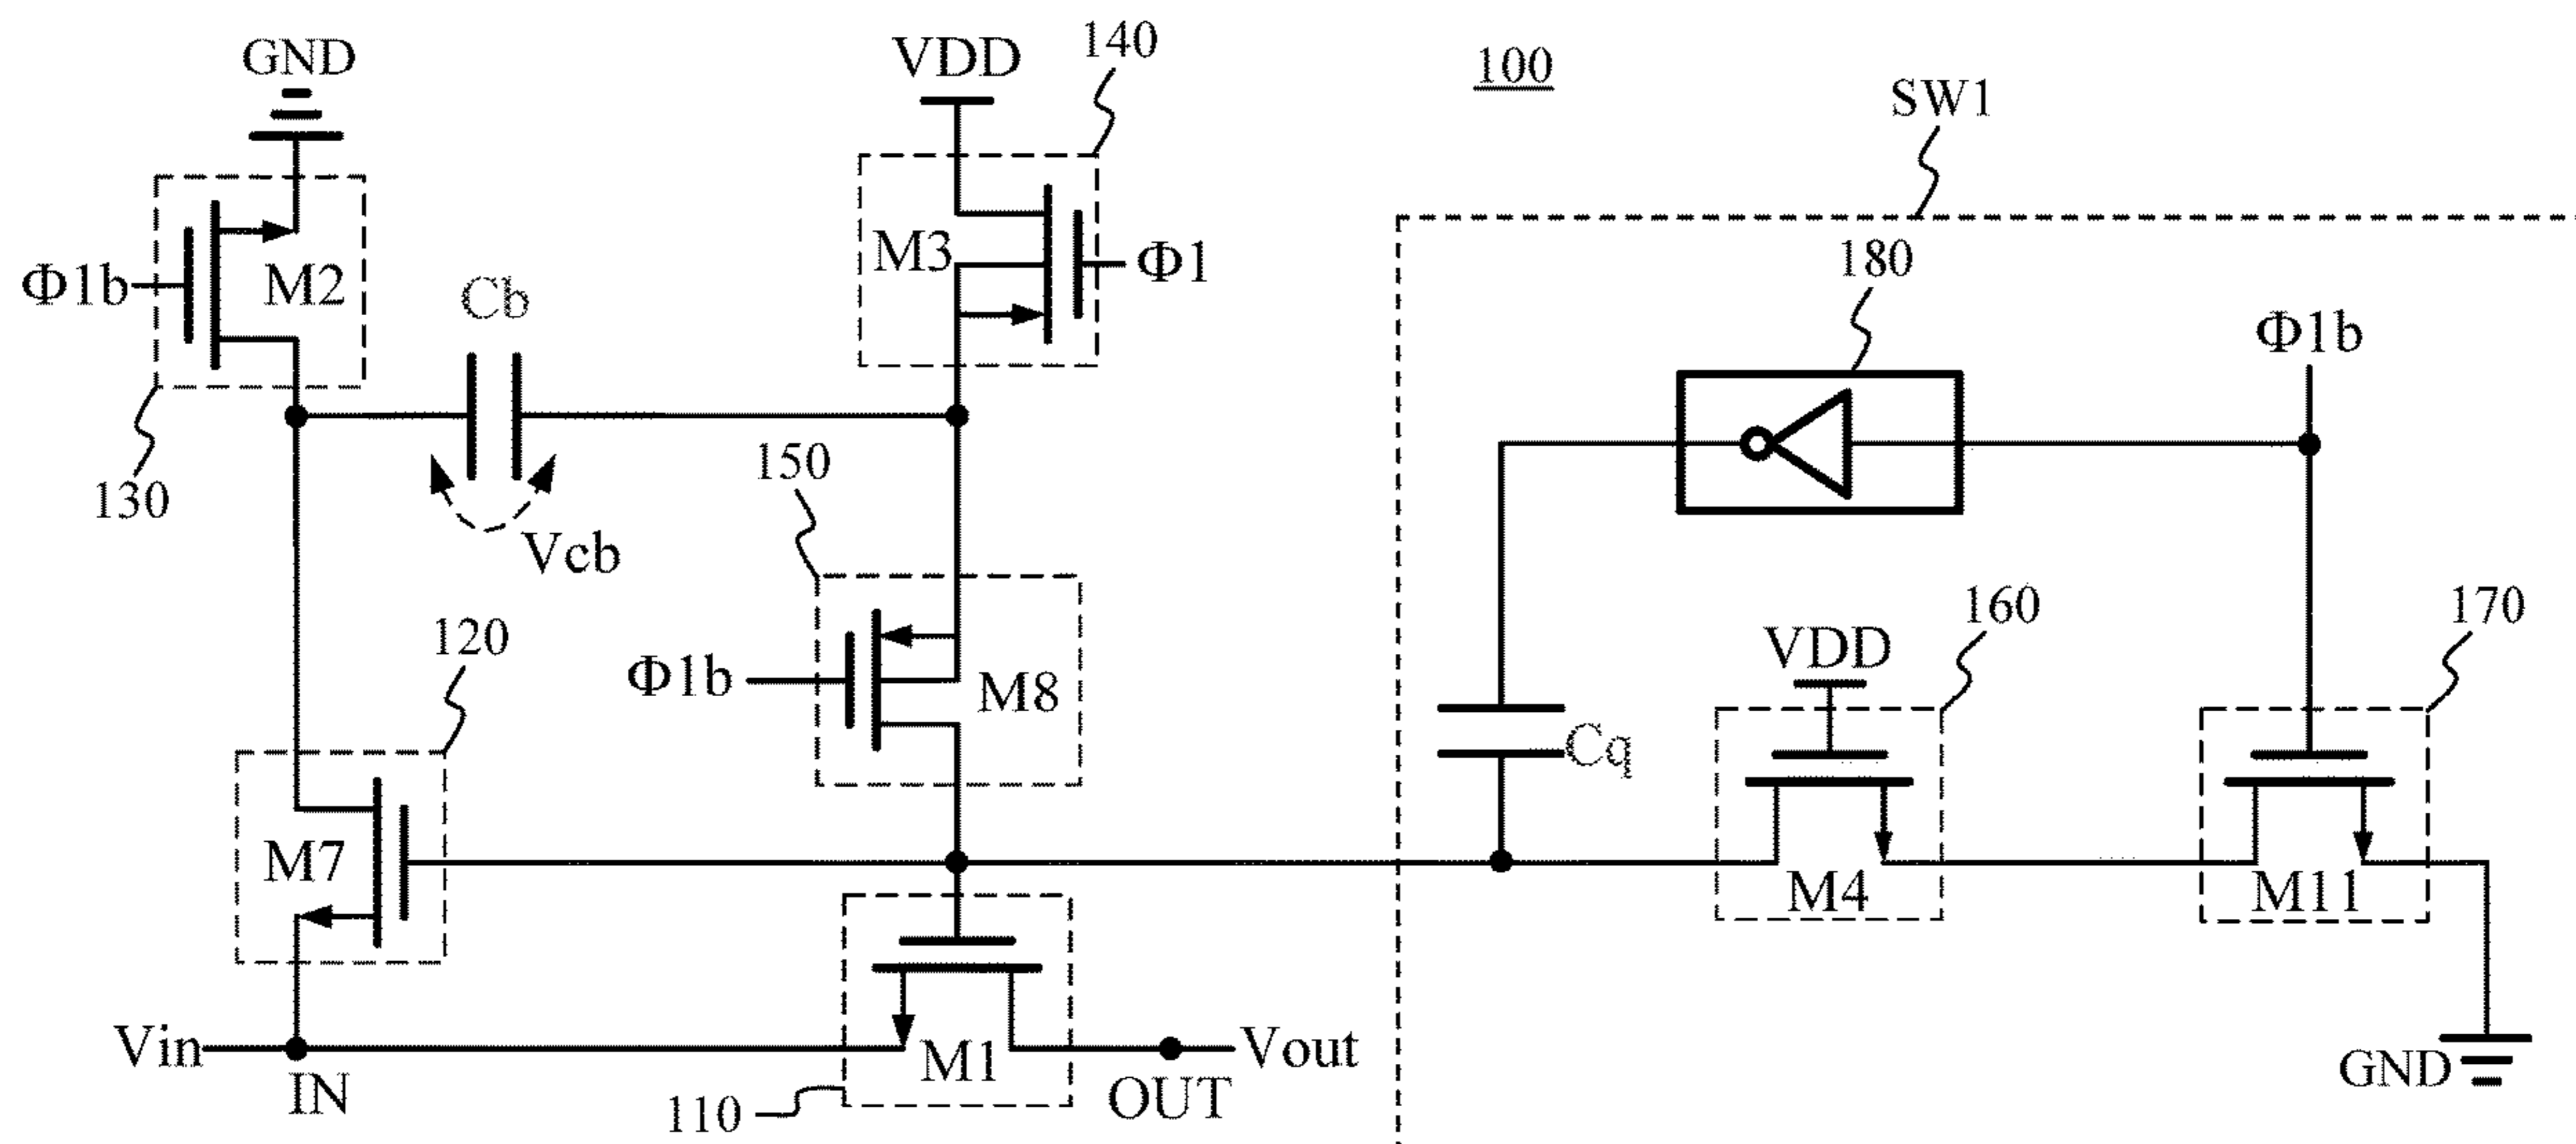 GND
VDD
140
100
SW1
M3
Φ1
M2
Φ1b
Cb
180
Φ1b
130
Vcb
150
120
Φ1b
M8
VDD
160
170
Cq
M7
M4
M11
Vin
IN
M1
Vout
OUT
110
GND